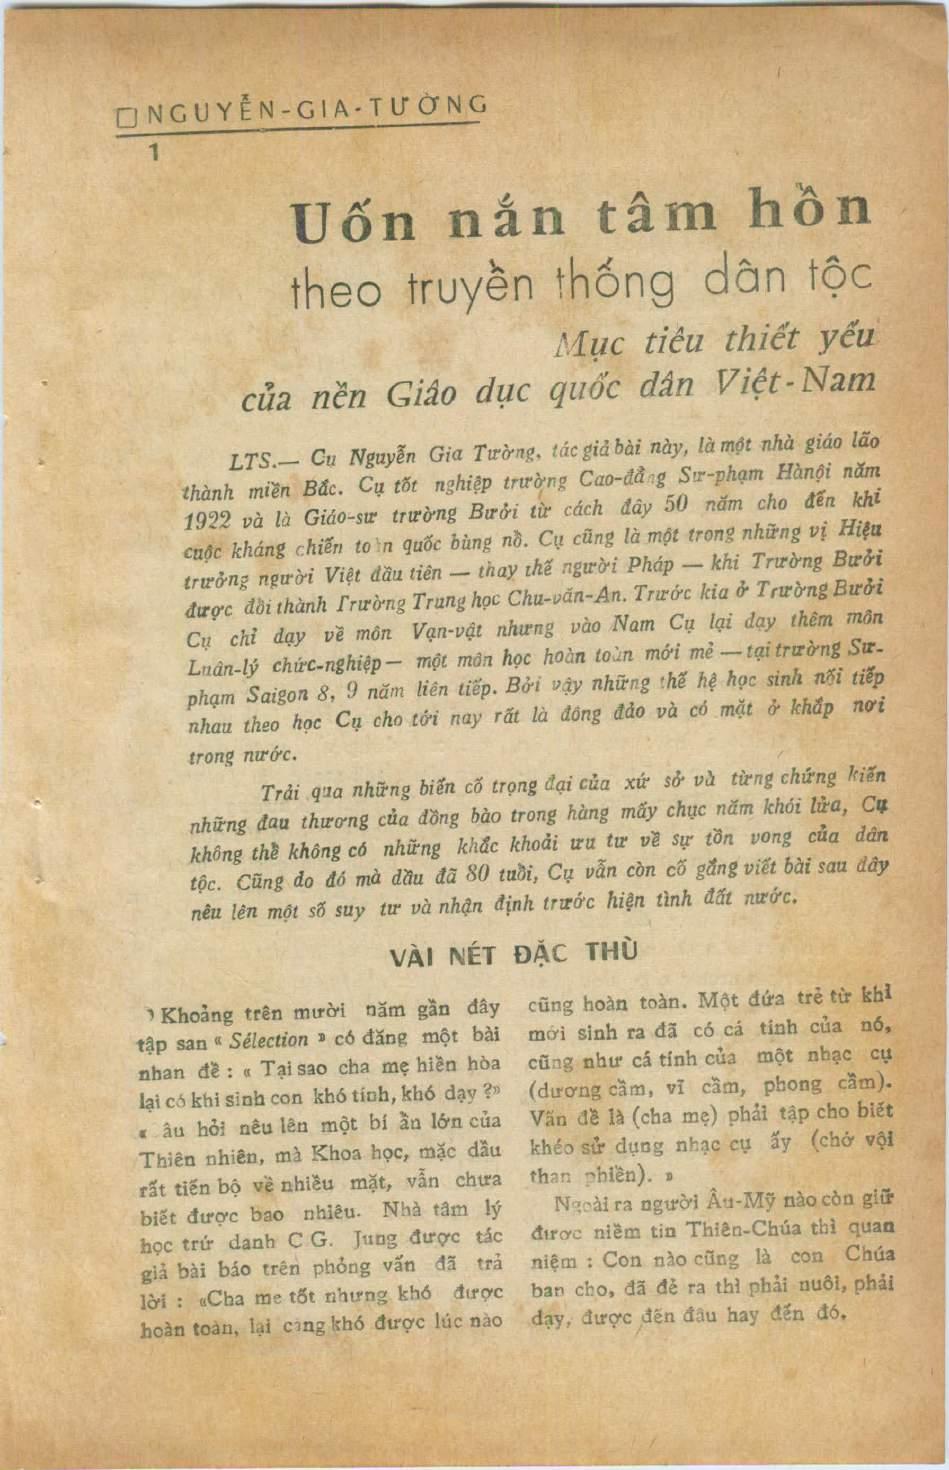 □ NGUYỄN-GIA-TƯỜNG
1
Uốn nắn tâm hồn
theo truyền thống dân tộc
Mục tiêu thiết yếu
của nền Giáo dục quốc dân Việt-Nam
LTS.— Cụ Nguyễn Gia Tường, tác giả bài này, là một nhà giáo lão
thành miền Bắc. Cụ tốt nghiệp trường Cao-đẳng Sư-phạm Hànội năm
1922 và là Giáo-sư trường Bưởi từ cách đây 50 năm cho đến khi
cuộc kháng chiến toàn quốc bùng nổ. Cụ cũng là một trong những vị Hiệu
trưởng người Việt đầu tiên — thay thế người Pháp — khi Trường Bưởi
được đổi thành Trường Trung học Chu-văn-An. Trước kia ở Trường Bưởi
Cụ chỉ dạy về môn Vạn-vật nhưng vào Nam Cụ lại dạy thêm môn
Luân-lý chức-nghiệp — một môn học hoàn toàn mới mẻ — tại trường Sư-
phạm Saigon 8, 9 năm liên tiếp. Bởi vậy những thế hệ học sinh nối tiếp
nhau theo học Cụ cho tới nay rất là đông đảo và có mặt ở khắp nơi
trong nước.
Trải qua những biến cố trọng đại của xứ sở và từng chứng kiến
những đau thương của đồng bào trong hàng mấy chục năm khói lửa, Cụ
không thể không có những khắc khoải ưu tư về sự tồn vong của dân
tộc. Cũng do đó mà dầu đã 80 tuổi, Cụ vẫn còn cố gắng viết bài sau đây
nêu lên một số suy tư và nhận định trước hiện tình đất nước.
VÀI NÉT ĐẶC THÙ
Khoảng trên mười năm gần đây
tập san « Sélection » có đăng một bài
nhan đề : « Tại sao cha mẹ hiền hòa
lại có khi sinh con khó tính, khó dạy ?»
« âu hỏi nêu lên một bí ẩn lớn của
Thiên nhiên, mà Khoa học, mặc dầu
rất tiến bộ về nhiều mặt, vẫn chưa
biết được bao nhiêu. Nhà tâm lý
học trứ danh C G. Jung được tác
giả bài báo trên phỏng vấn đã trả
lời : «Cha mẹ tốt nhưng khó được
hoàn toàn, lại càng khó được lúc nào
cũng hoàn toàn. Một đứa trẻ từ khi
mới sinh ra đã có cá tính của nó,
cũng như cá tính của một nhạc cụ
(dương cầm, vĩ cầm, phong cầm).
Vấn đề là (cha mẹ) phải tập cho biết
khéo sử dụng nhạc cụ ấy (chớ vội
than phiền). »
Ngoài ra người Âu-Mỹ nào còn giữ
được niềm tin Thiên-Chúa thì quan
niệm : Con nào cũng là con Chúa
ban cho, đã đẻ ra thì phải nuôi, phải
dạy, được đến đâu hay đến đó.